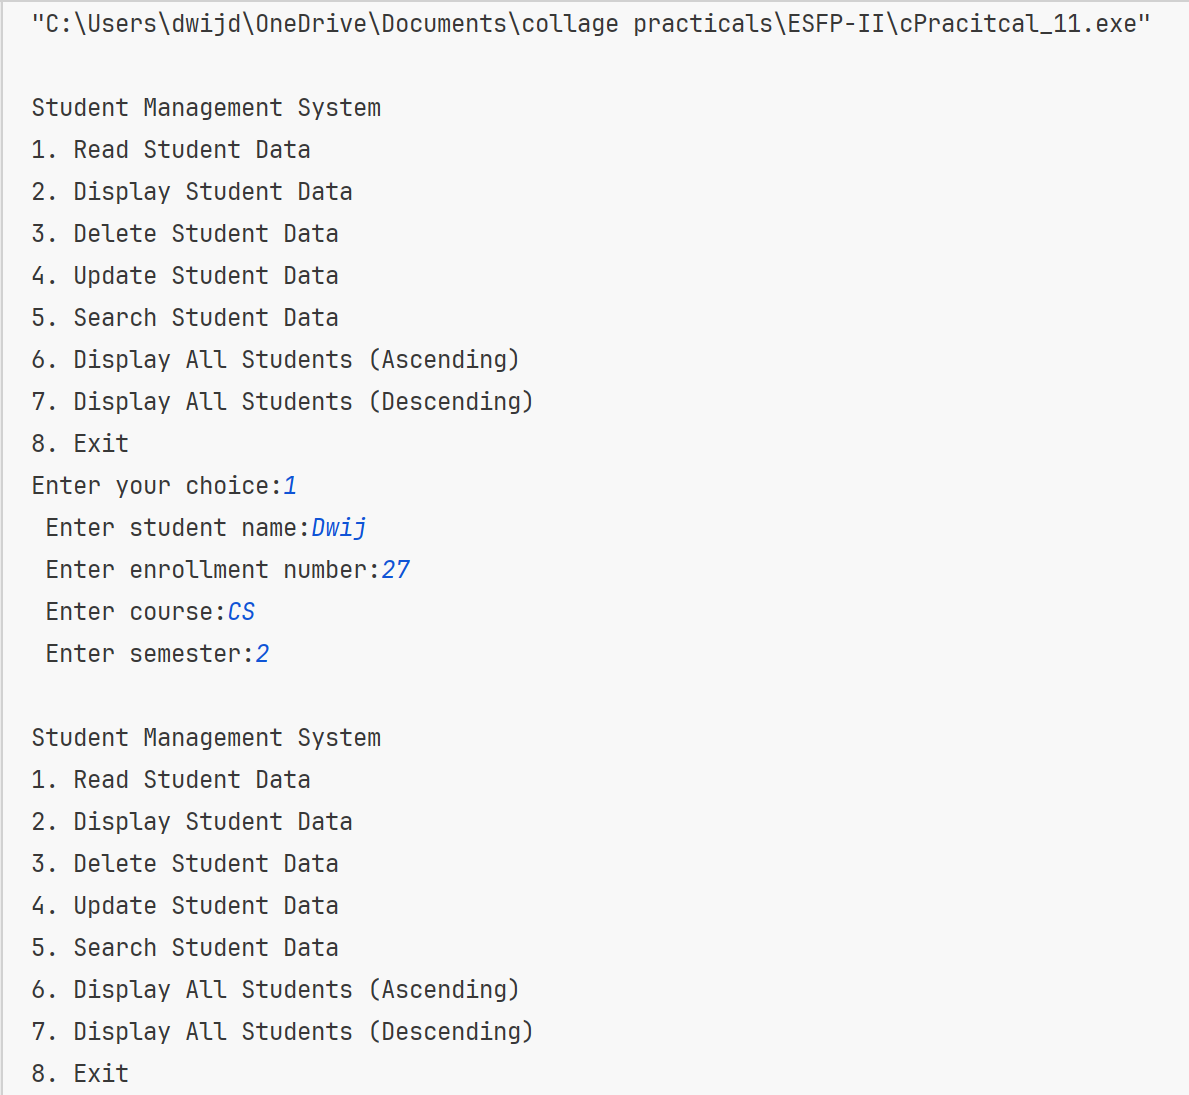 "C:\Users\dwijd\OneDrive\Documents\collage practicals\ESFP-II\cPracitcal_11.exe"
Student Management System
1. Read Student Data
2. Display Student Data
3. Delete Student Data
4. Update Student Data
5. Search Student Data
6. Display All Students (Ascending)
7. Display All Students (Descending)
8. Exit
Enter your choice:1
Enter student name:Dwij
Enter enrollment number:27
Enter course:CS
Enter semester:2
Student Management System
1. Read Student Data
2. Display Student Data
3. Delete Student Data
4. Update Student Data
5. Search Student Data
6. Display All Students (Ascending)
7. Display All Students (Descending)
8. Exit